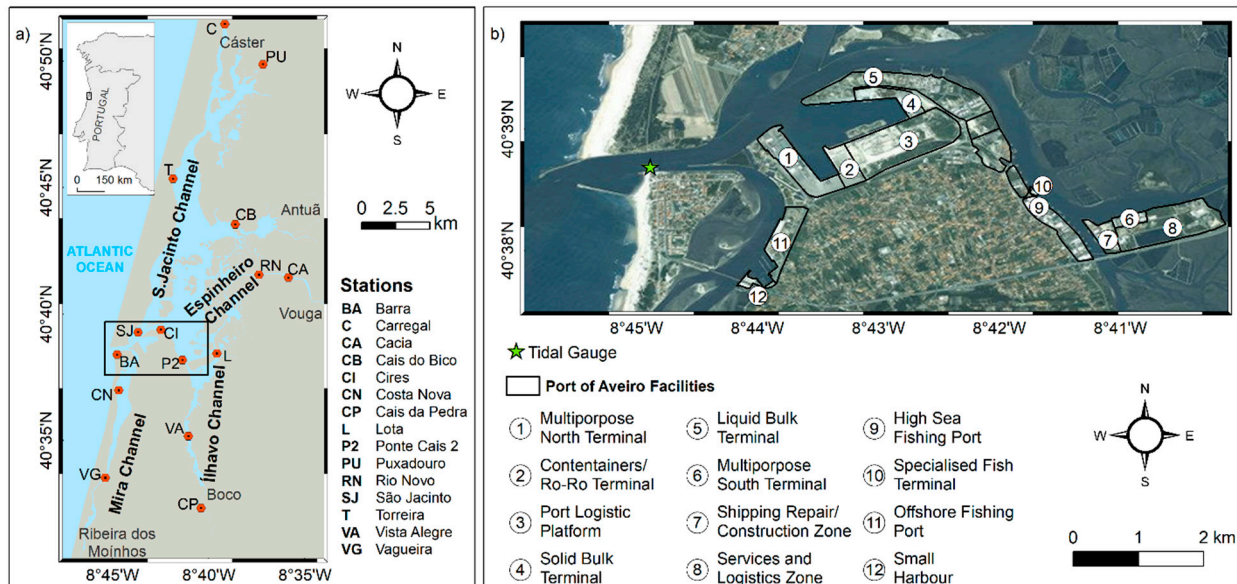 a)
C
Cáster
PU
N
W
E
S
PORTUGAL
0
150 km
40°50'N
40°45'N
40°40'N
40°35'N
T
CB
Antuã
0
2.5
5
km
ATLANTIC
OCEAN
S.Jacinto Channel
Espinheiro
Channel
RN
CA
Vouga
SJ
CI
BA
P2
L
CN
Mira Channel
Ílhavo Channel
VA
VG
Boco
CP
Ribeira dos
Moínhos
8°45'W
8°40'W
8°35'W
Stations
BA Barra
C Carregal
CA Cacia
CB Cais do Bico
CI Cires
CN Costa Nova
CP Cais da Pedra
L Lota
P2 Ponte Cais 2
PU Puxadouro
RN Rio Novo
SJ São Jacinto
T Torreira
VA Vista Alegre
VG Vagueira
b)
40°39'N
40°38'N
5
4
1
3
2
10
9
6
7
8
11
12
8°45'W
8°44'W
8°43'W
8°42'W
8°41'W
Tidal Gauge
Port of Aveiro Facilities
1 Multiporpose
North Terminal
2 Contentainers/
Ro-Ro Terminal
3 Port Logistic
Platform
4 Solid Bulk
Terminal
5 Liquid Bulk
Terminal
6 Multiporpose
South Terminal
7 Shipping Repair/
Construction Zone
8 Services and
Logistics Zone
9 High Sea
Fishing Port
10 Specialised Fish
Terminal
11 Offshore Fishing
Port
12 Small
Harbour
N
W
E
S
0
1
2 km